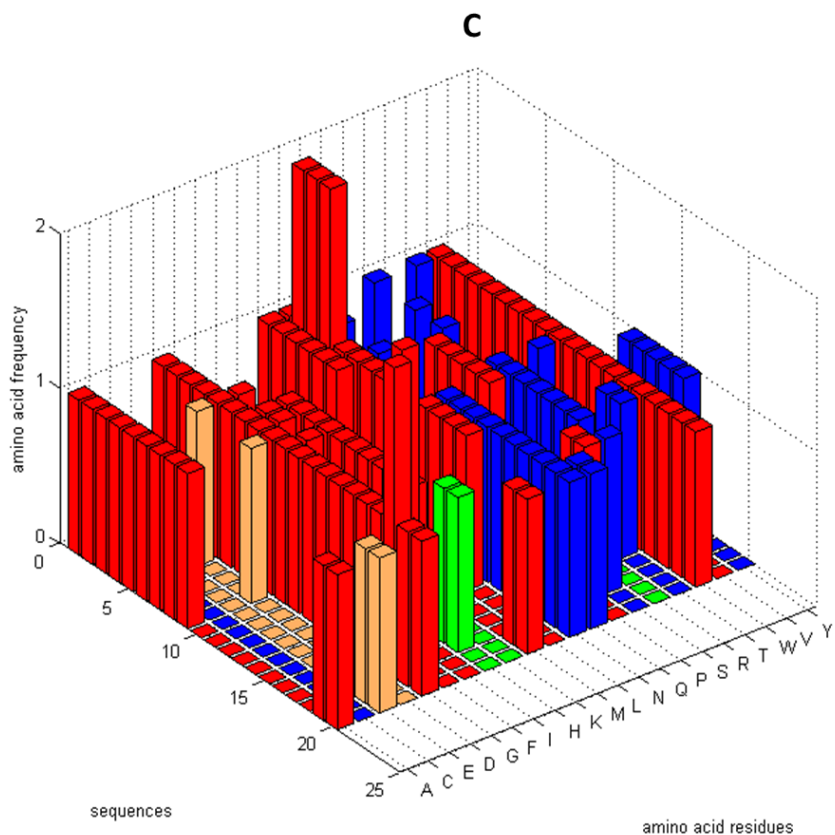 C
2
1
0
amino acid frequency
0
5
10
15
20
25
A C E D G F I H K M L N Q P S R T W V Y
sequences
amino acid residues